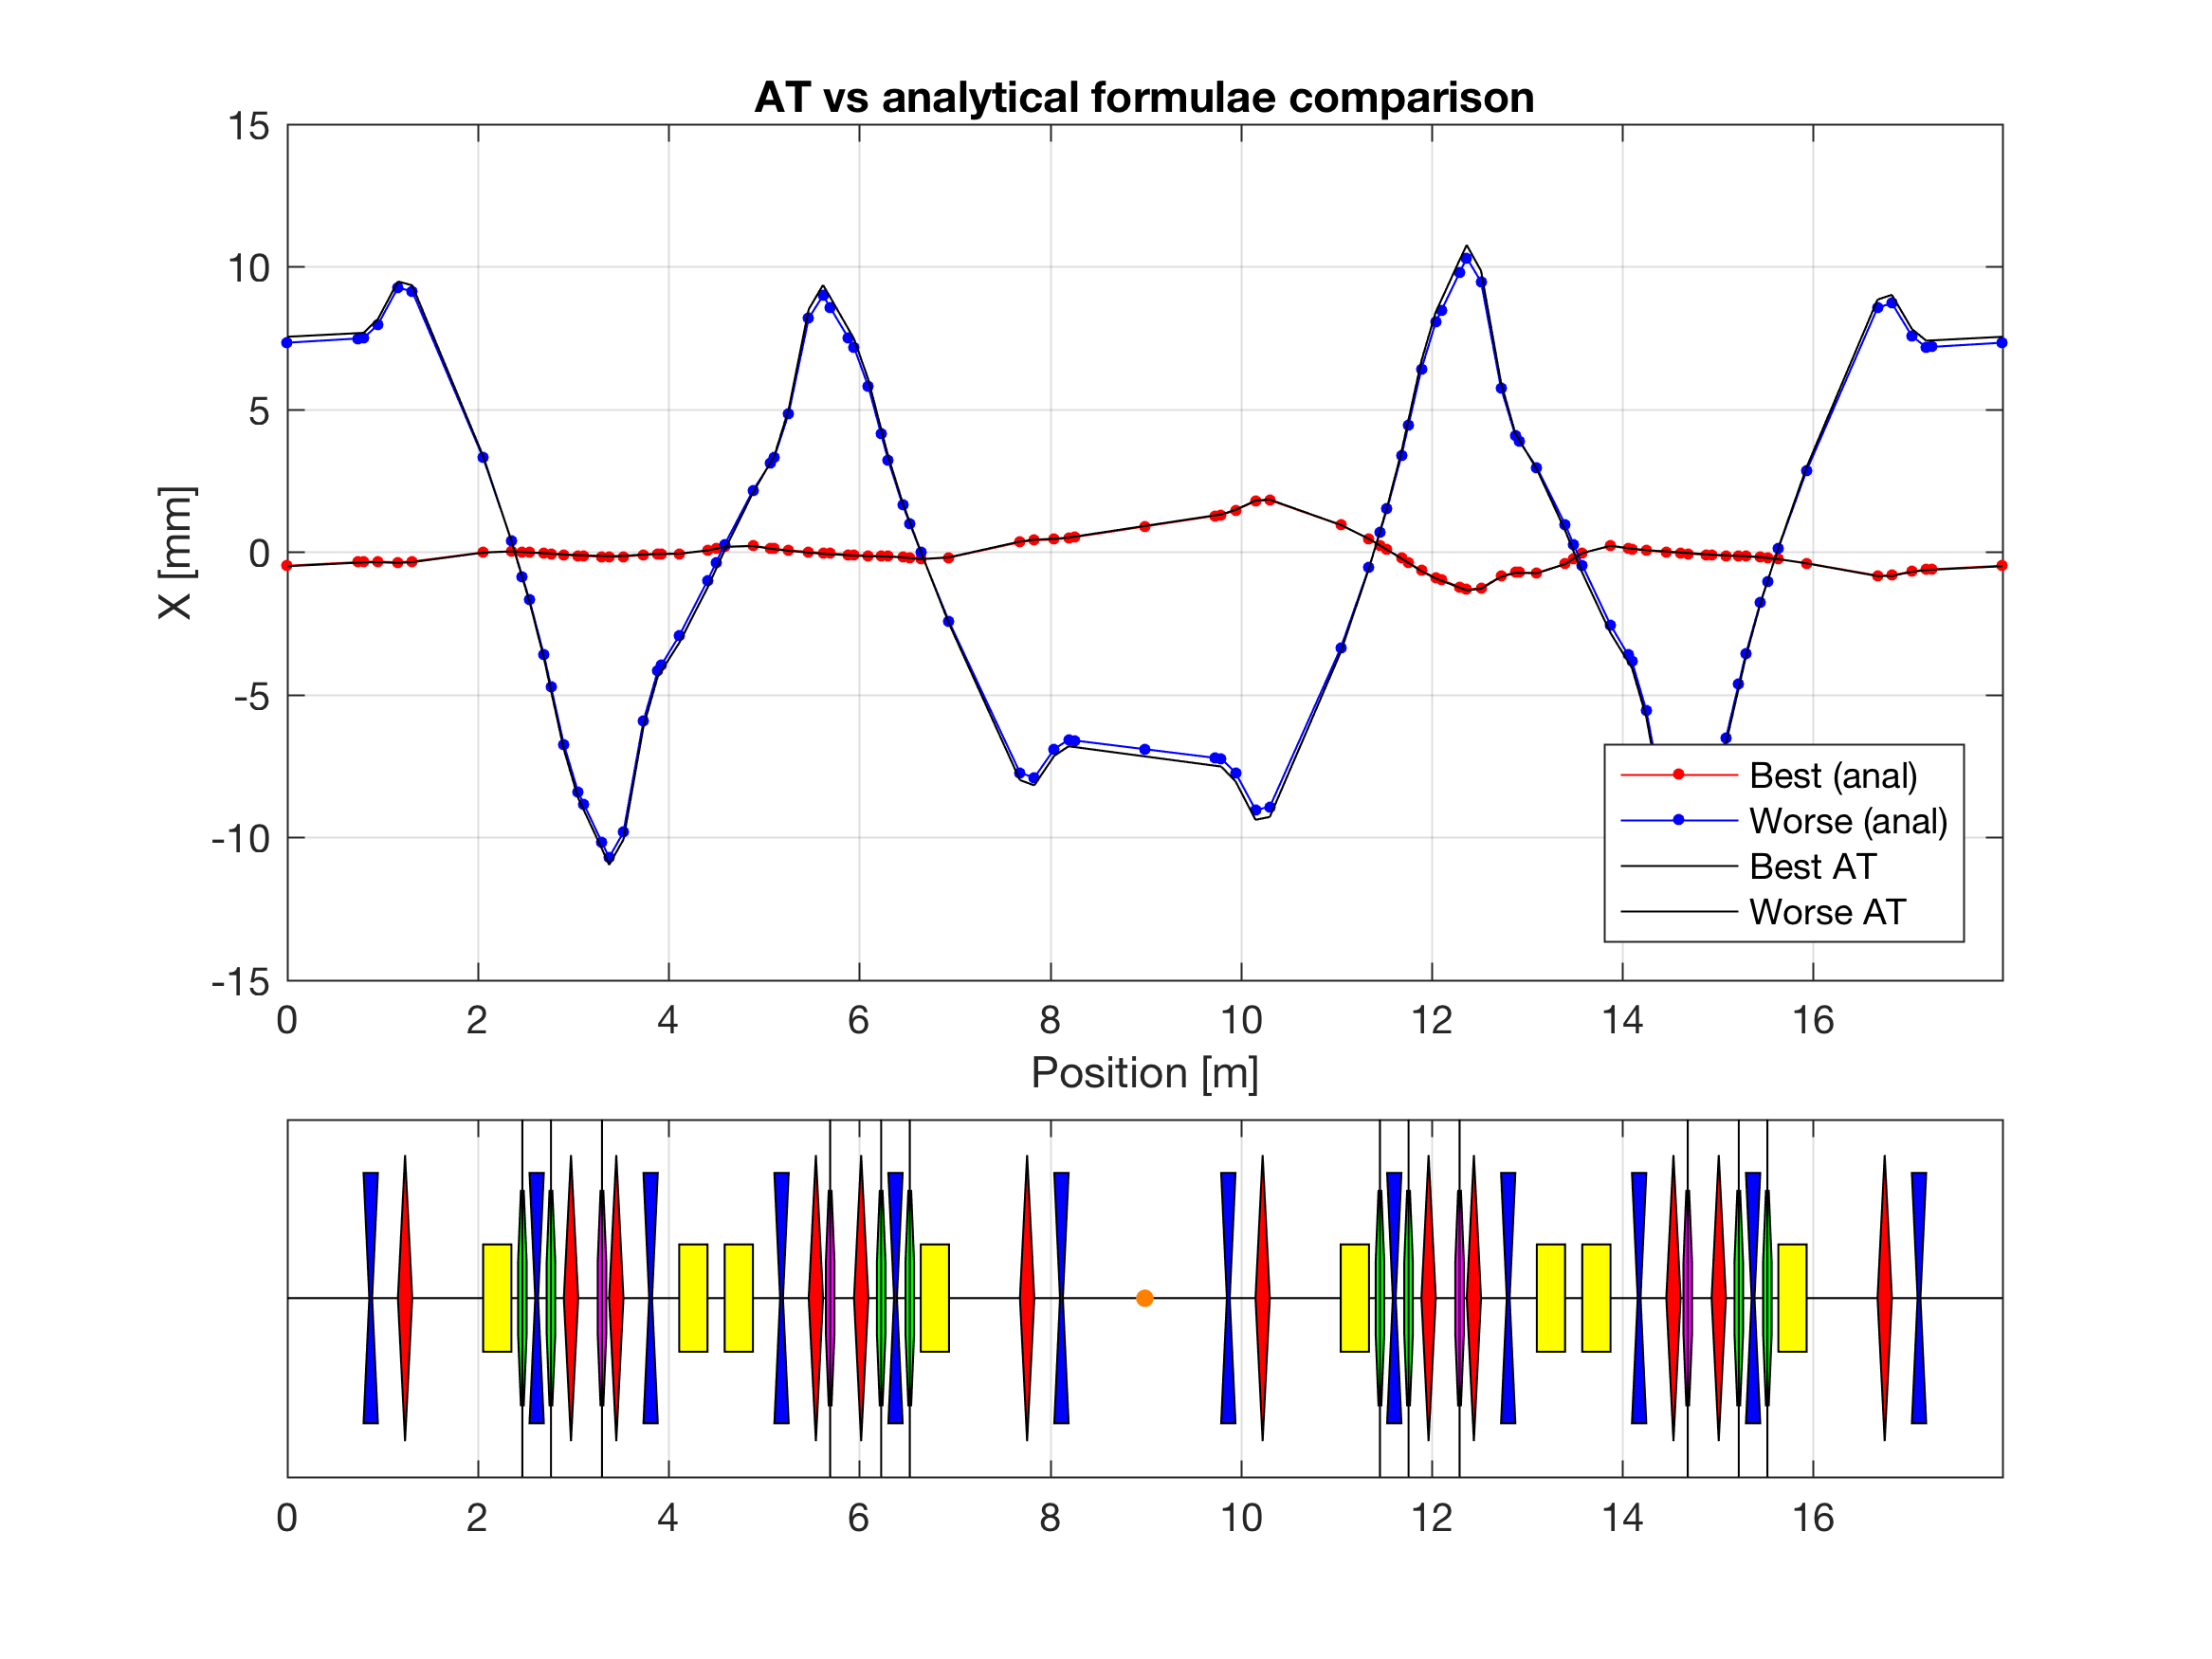 AT vs analytical formulae comparison
15
10
5
0
-5
-10
-15
X [mm]
Best (anal)
Worse (anal)
Best AT
Worse AT
0 2 4 6 8 10 12 14 16
Position [m]
0 2 4 6 8 10 12 14 16